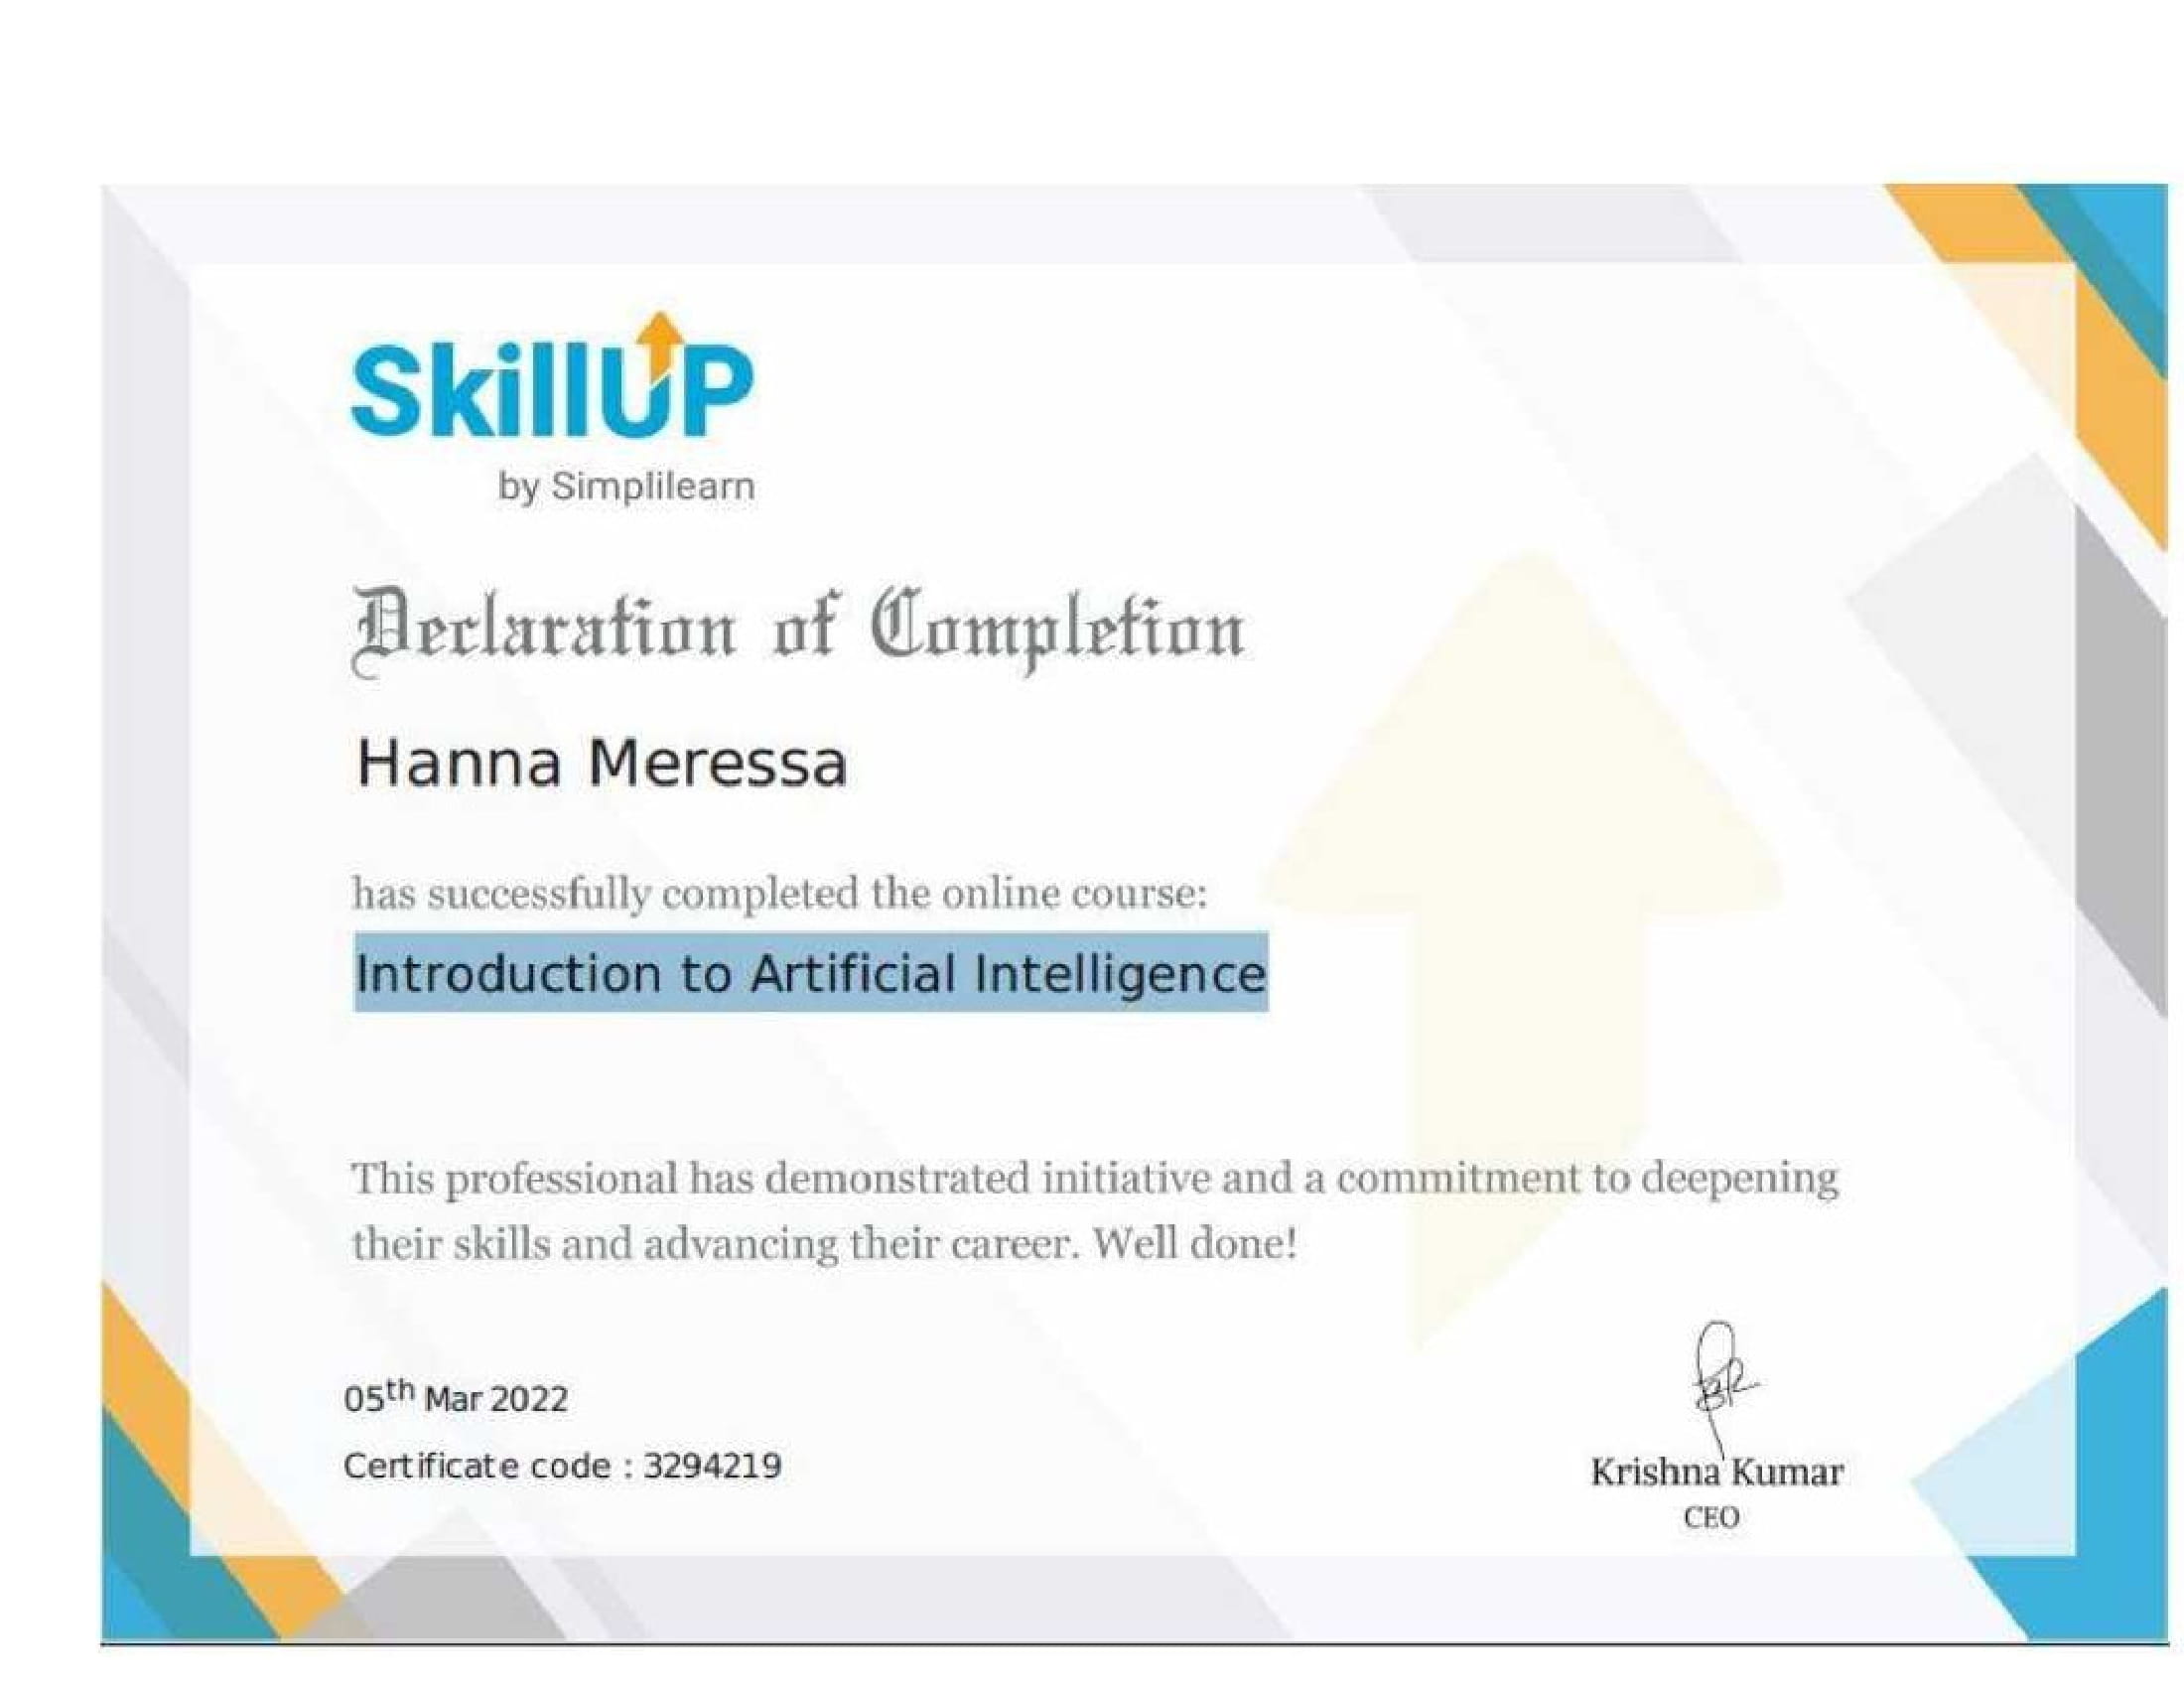 SkillUP
by Simplilearn
Declaration of Completion
Hanna Meressa
has successfully completed the online course:
Introduction to Artificial Intelligence
This professional has demonstrated initiative and a commitment to deepening
their skills and advancing their career. Well done!
05th Mar 2022
Certificate code : 3294219
Krishna Kumar
CEO